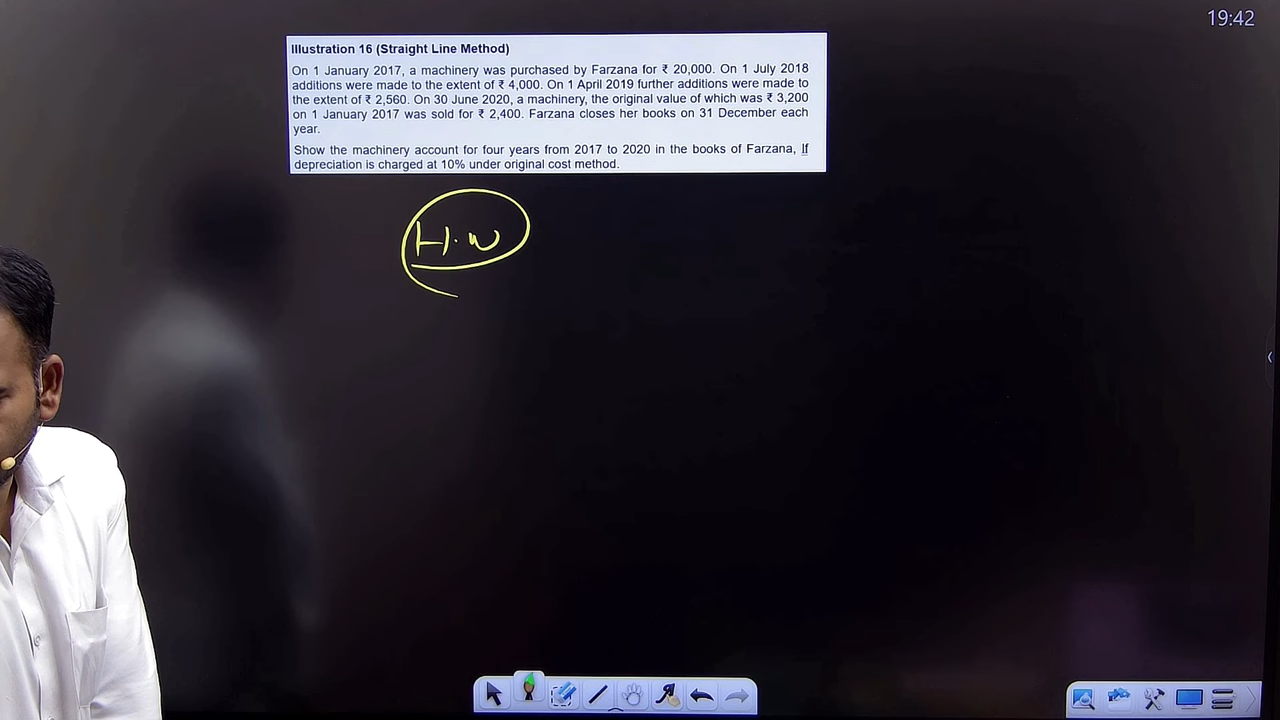 19:42
Illustration 16 (Straight Line Method)
On 1 January 2017, a machinery was purchased by Farzana for ₹ 20,000. On 1 July 2018
additions were made to the extent of ₹ 4,000. On 1 April 2019 further additions were made to
the extent of ₹ 2,560. On 30 June 2020, a machinery, the original value of which was ₹ 3,200
on 1 January 2017 was sold for ₹ 2,400. Farzana closes her books on 31 December each
year.
Show the machinery account for four years from 2017 to 2020 in the books of Farzana, If
depreciation is charged at 10% under original cost method.
H.W